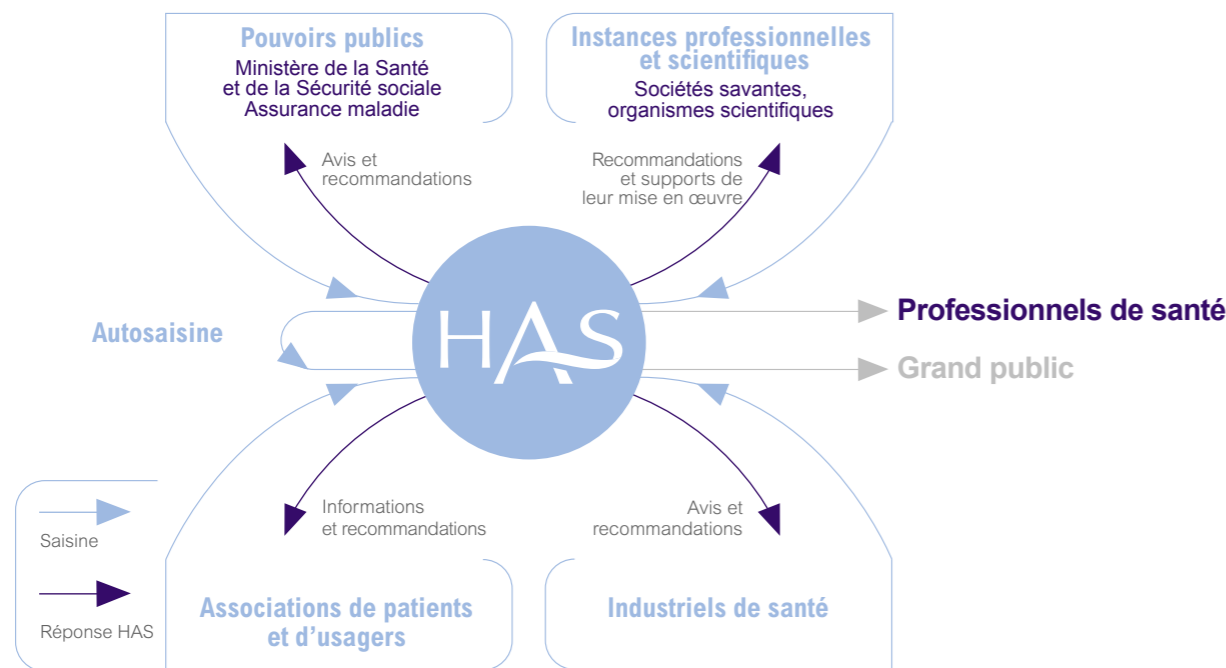 Pouvoirs publics
Ministère de la Santé
et de la Sécurité sociale
Assurance maladie
Instances professionnelles
et scientifiques
Sociétés savantes,
organismes scientifiques
Avis et
recommandations
Recommandations
et supports de
leur mise en œuvre
Autosaisine
HAS
Professionnels de santé
Grand public
Informations
et recommandations
Avis et
recommandations
Saisine
Réponse HAS
Associations de patients
et d’usagers
Industriels de santé